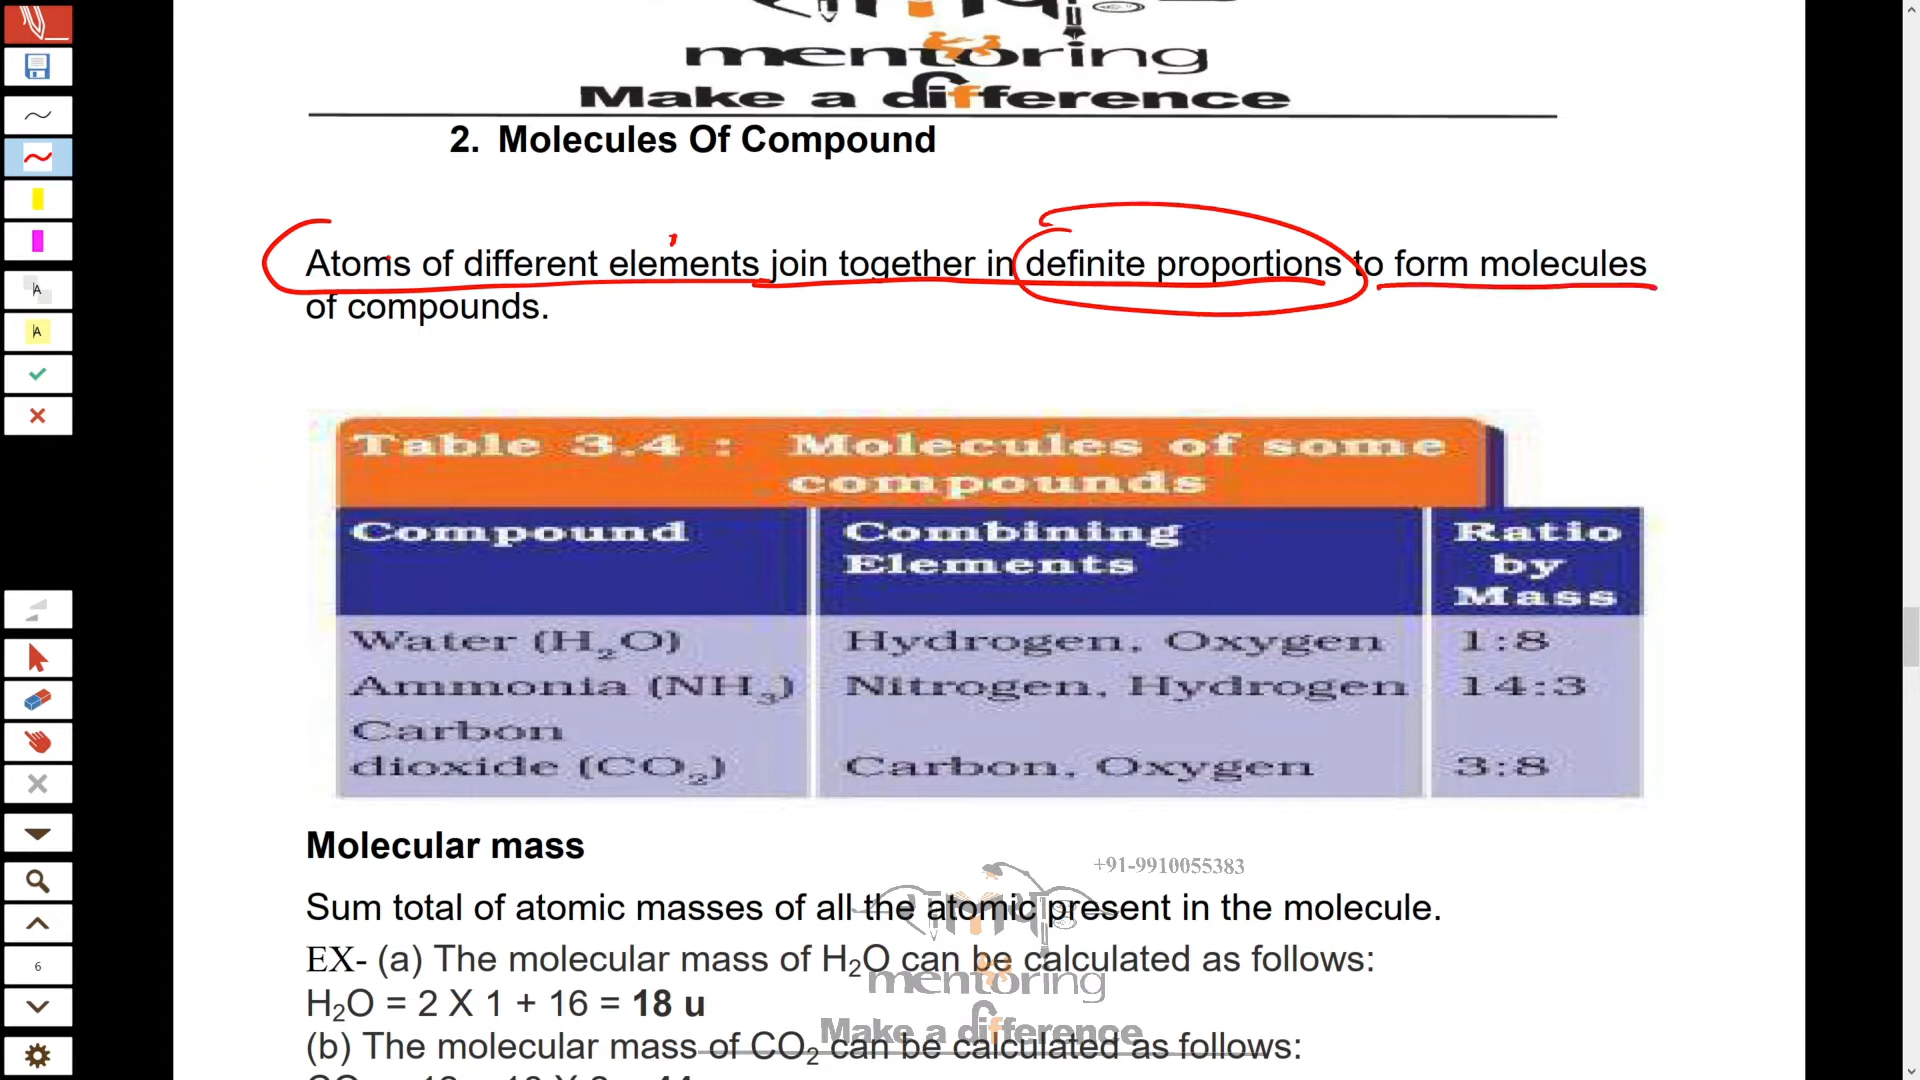 mentoring
Make a difference
2. Molecules Of Compound
Atoms of different elements join together in definite proportions to form molecules
of compounds.
Table 3.4 : Molecules of some
compounds
Compound Combining Elements Ratio by Mass
Water (H₂O) Hydrogen, Oxygen 1:8
Ammonia (NH₃) Nitrogen, Hydrogen 14:3
Carbon
dioxide (CO₂) Carbon, Oxygen 3:8
Molecular mass
+91-9910055383
Sum total of atomic masses of all the atomic present in the molecule.
EX- (a) The molecular mass of H₂O can be calculated as follows:
mentoring
H₂O = 2 X 1 + 16 = 18 u
Make a difference
(b) The molecular mass of CO₂ can be calculated as follows:
A
A
6